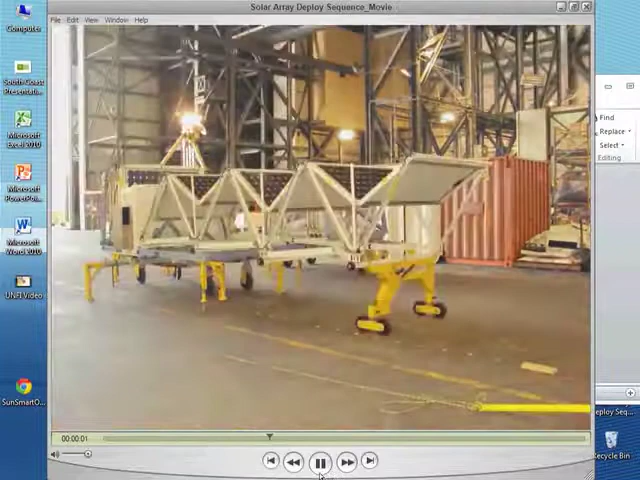 Solar Array Deploy Sequence_Movie
File Edit View Window Help
Computer
South Coast
Presentati...
Microsoft
Excel 2010
Microsoft
PowerPoi...
Microsoft
Word 2010
UNFI Video
SunSmartO...
Find
Replace
Select
Editing
00:00:01
eploy Seq...
Recycle Bin